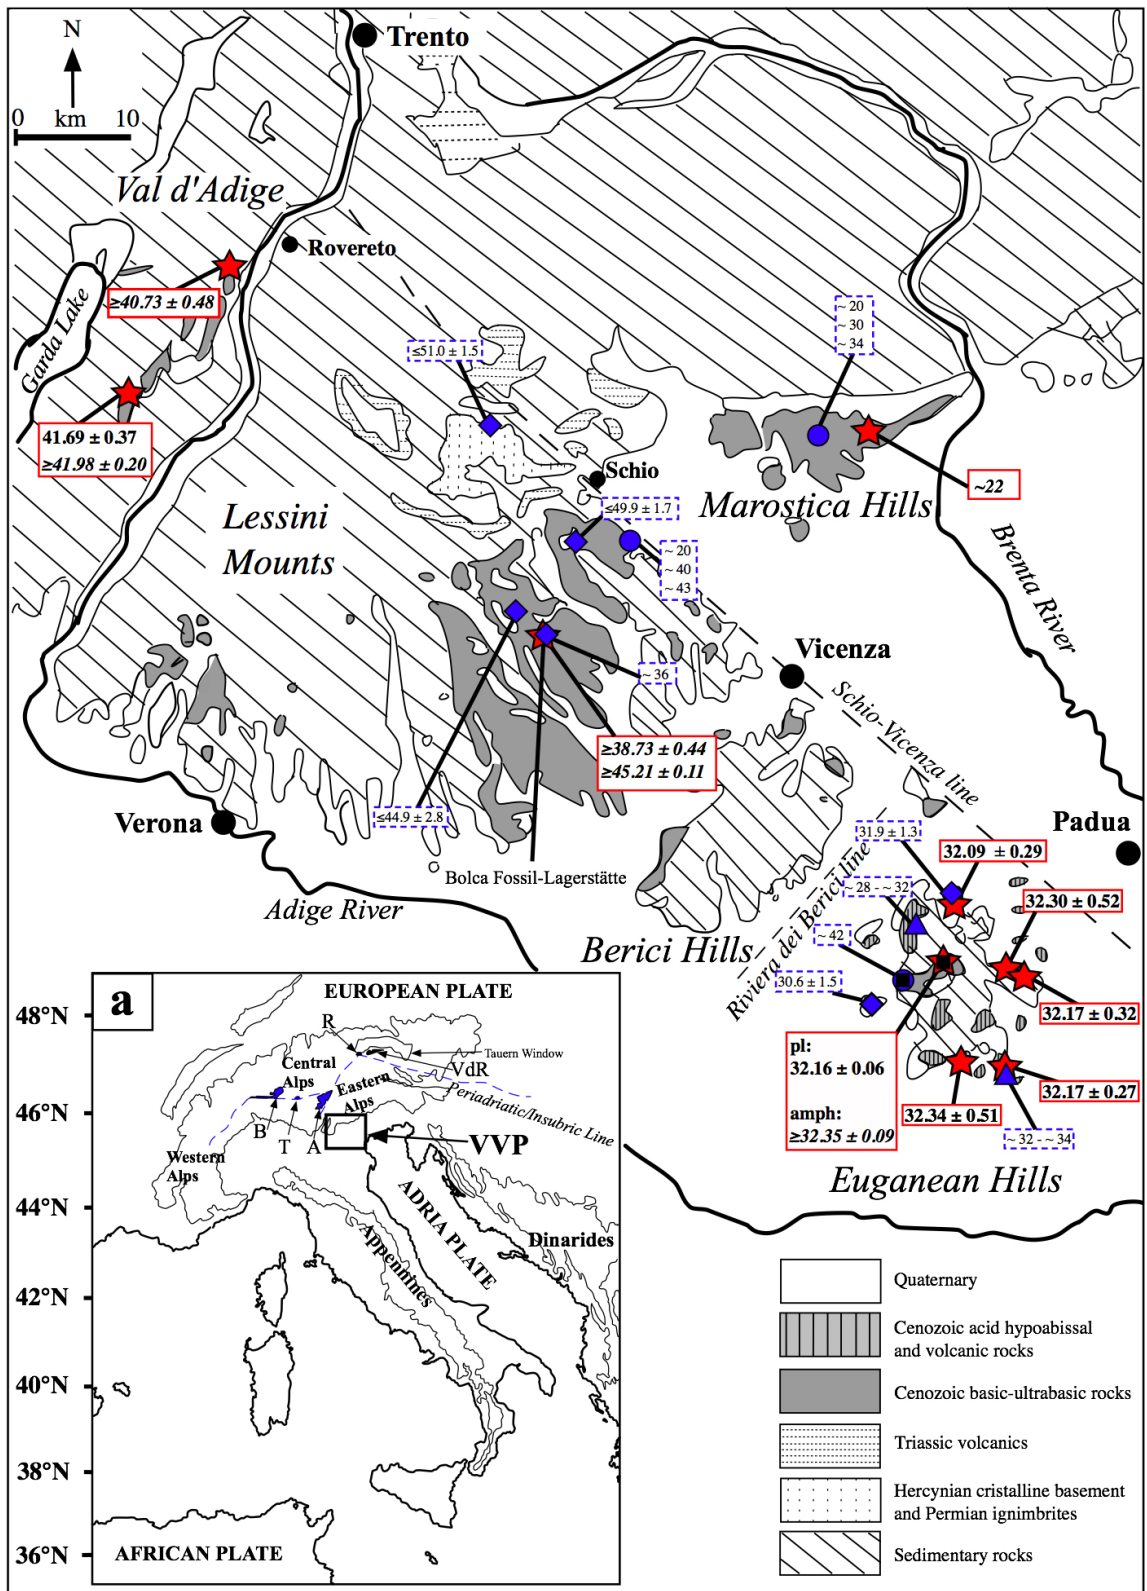 N
Trento
0 km 10
Val d'Adige
Rovereto
≥40.73 ± 0.48
Garda Lake
~ 20
~ 30
~ 34
≤51.0 ± 1.5
41.69 ± 0.37
≥41.98 ± 0.20
Schio
~22
Marostica Hills
Lessini
Mounts
≤49.9 ± 1.7
~ 20
~ 40
~ 43
Brenta River
Vicenza
~ 36
Schio-Vicenza line
≥38.73 ± 0.44
≥45.21 ± 0.11
≤44.9 ± 2.8
Verona
31.9 ± 1.3
Padua
32.09 ± 0.29
Bolca Fossil-Lagerstätte
~ 28 - ~ 32
32.30 ± 0.52
Adige River
Riviera dei Berici line
~ 42
Berici Hills
30.6 ± 1.5
32.17 ± 0.32
pl:
32.16 ± 0.06
amph:
≥32.35 ± 0.09
32.34 ± 0.51
32.17 ± 0.27
~ 32 - ~ 34
Euganean Hills
a
EUROPEAN PLATE
48°N
R
Tauern Window
Central
Alps
VdR
Eastern
Alps
46°N
Periadriatic/Insubric Line
B
T
A
VVP
Western
Alps
44°N
ADRIA PLATE
Appennines
Dinarides
42°N
40°N
38°N
36°N
AFRICAN PLATE
Quaternary
Cenozoic acid hypoabissal
and volcanic rocks
Cenozoic basic-ultrabasic rocks
Triassic volcanics
Hercynian cristalline basement
and Permian ignimbrites
Sedimentary rocks